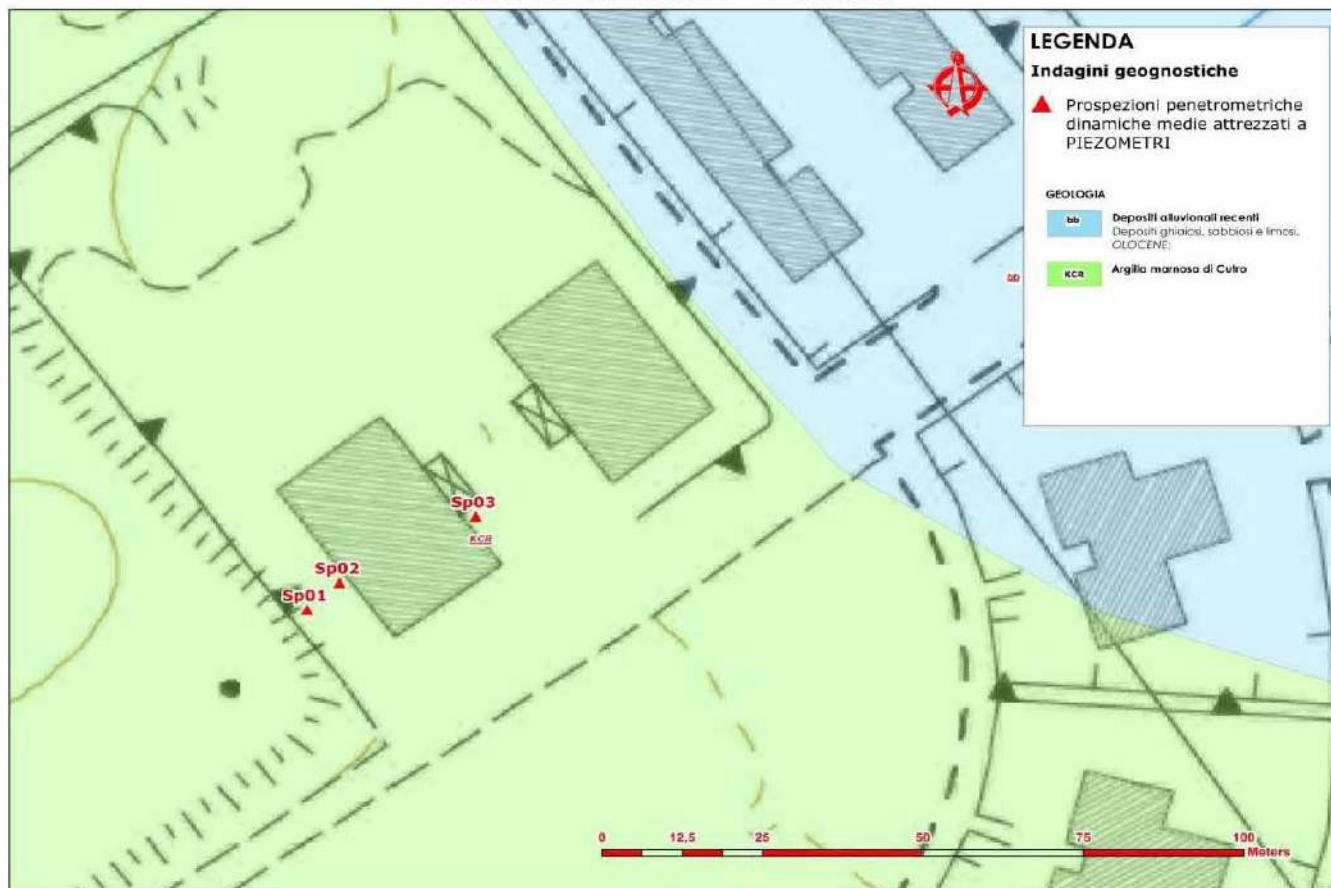 LEGENDA
Indagini geognostiche
Prospezioni penetrometriche
dinamiche medie attrezzati a
PIEZOMETRI
GEOLOGIA
bb
Depositi alluvionali recenti
Depositi ghiaiosi, sabbiosi e limosi.
OLOCENE;
KCR
Argilla marnosa di Cutro
bb
Sp03
KCR
Sp02
Sp01
0 12,5 25 50 75 100
Meters